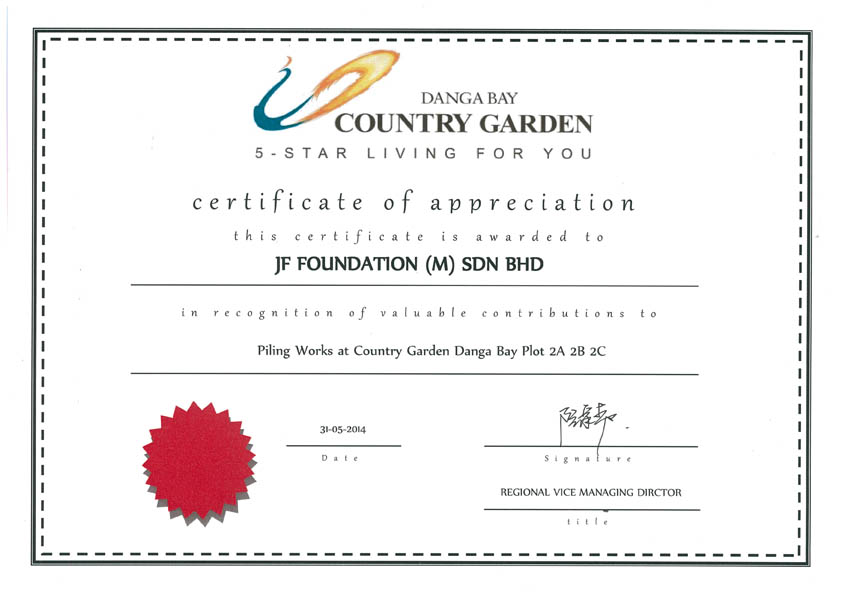 DANGA BAY
COUNTRY GARDEN
5-STAR LIVING FOR YOU
certificate of appreciation
this certificate is awarded to
JF FOUNDATION (M) SDN BHD
in recognition of valuable contributions to
Piling Works at Country Garden Danga Bay Plot 2A 2B 2C
31-05-2014
Date
Signature
REGIONAL VICE MANAGING DIRCTOR
title